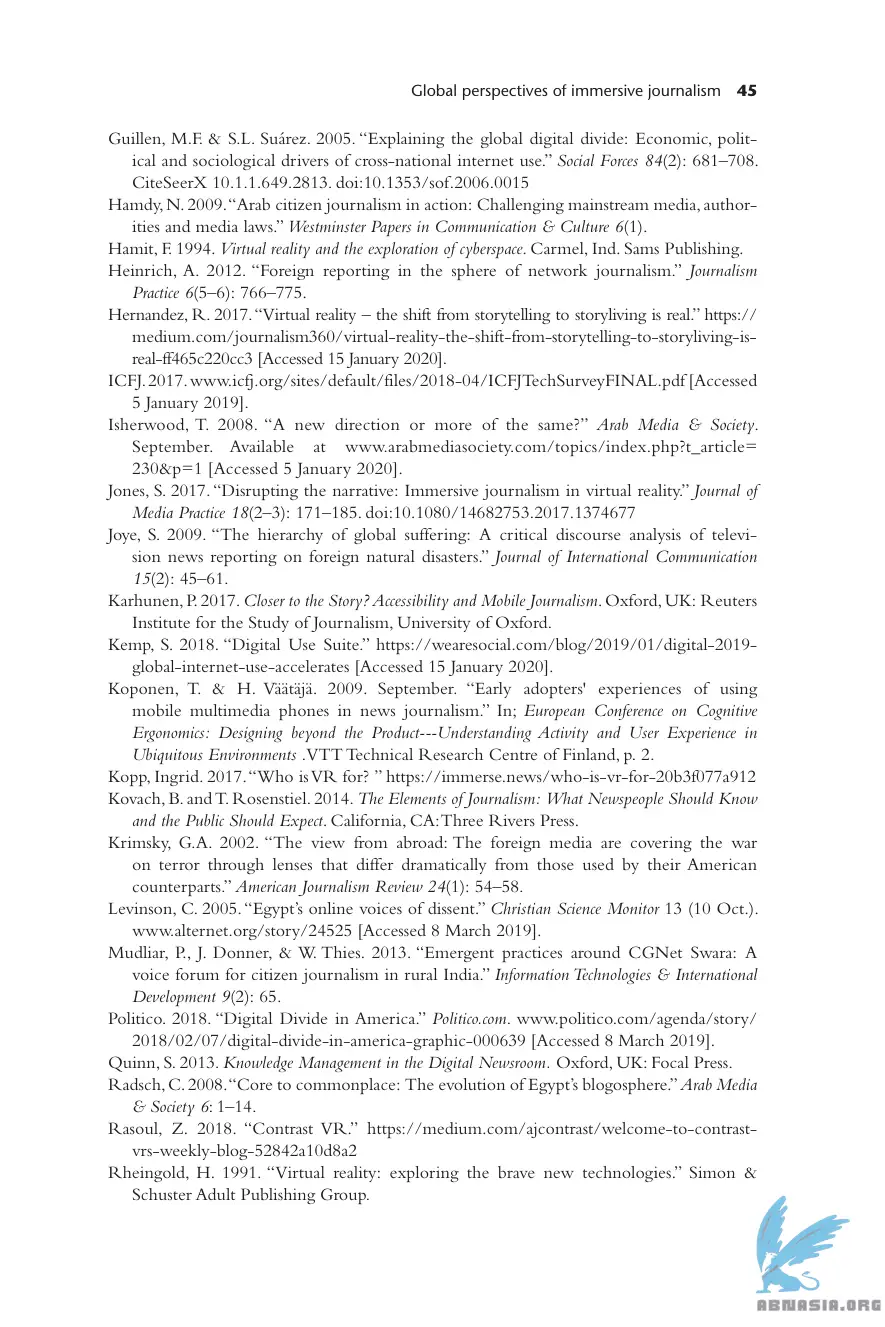 Global perspectives of immersive journalism 45
Guillen, M.F. & S.L. Suárez. 2005. “Explaining the global digital divide: Economic, polit-
ical and sociological drivers of cross-national internet use.” Social Forces 84(2): 681–708.
CiteSeerX 10.1.1.649.2813. doi:10.1353/sof.2006.0015
Hamdy, N. 2009. “Arab citizen journalism in action: Challenging mainstream media, author-
ities and media laws.” Westminster Papers in Communication & Culture 6(1).
Hamit, F. 1994. Virtual reality and the exploration of cyberspace. Carmel, Ind. Sams Publishing.
Heinrich, A. 2012. “Foreign reporting in the sphere of network journalism.” Journalism
Practice 6(5–6): 766–775.
Hernandez, R. 2017. “Virtual reality – the shift from storytelling to storyliving is real.” https://
medium.com/journalism360/virtual-reality-the-shift-from-storytelling-to-storyliving-is-
real-ff465c220cc3 [Accessed 15 January 2020].
ICFJ. 2017. www.icfj.org/sites/default/files/2018-04/ICFJTechSurveyFINAL.pdf [Accessed
5 January 2019].
Isherwood, T. 2008. “A new direction or more of the same?” Arab Media & Society.
September. Available at www.arabmediasociety.com/topics/index.php?t_article=
230&p=1 [Accessed 5 January 2020].
Jones, S. 2017. “Disrupting the narrative: Immersive journalism in virtual reality.” Journal of
Media Practice 18(2–3): 171–185. doi:10.1080/14682753.2017.1374677
Joye, S. 2009. “The hierarchy of global suffering: A critical discourse analysis of televi-
sion news reporting on foreign natural disasters.” Journal of International Communication
15(2): 45–61.
Karhunen, P. 2017. Closer to the Story? Accessibility and Mobile Journalism. Oxford, UK: Reuters
Institute for the Study of Journalism, University of Oxford.
Kemp, S. 2018. “Digital Use Suite.” https://wearesocial.com/blog/2019/01/digital-2019-
global-internet-use-accelerates [Accessed 15 January 2020].
Koponen, T. & H. Väätäjä. 2009. September. “Early adopters' experiences of using
mobile multimedia phones in news journalism.” In; European Conference on Cognitive
Ergonomics: Designing beyond the Product---Understanding Activity and User Experience in
Ubiquitous Environments .VTT Technical Research Centre of Finland, p. 2.
Kopp, Ingrid. 2017. “Who is VR for? ” https://immerse.news/who-is-vr-for-20b3f077a912
Kovach, B. and T. Rosenstiel. 2014. The Elements of Journalism: What Newspeople Should Know
and the Public Should Expect. California, CA: Three Rivers Press.
Krimsky, G.A. 2002. “The view from abroad: The foreign media are covering the war
on terror through lenses that differ dramatically from those used by their American
counterparts.” American Journalism Review 24(1): 54–58.
Levinson, C. 2005. “Egypt’s online voices of dissent.” Christian Science Monitor 13 (10 Oct.).
www.alternet.org/story/24525 [Accessed 8 March 2019].
Mudliar, P., J. Donner, & W. Thies. 2013. “Emergent practices around CGNet Swara: A
voice forum for citizen journalism in rural India.” Information Technologies & International
Development 9(2): 65.
Politico. 2018. “Digital Divide in America.” Politico.com. www.politico.com/agenda/story/
2018/02/07/digital-divide-in-america-graphic-000639 [Accessed 8 March 2019].
Quinn, S. 2013. Knowledge Management in the Digital Newsroom. Oxford, UK: Focal Press.
Radsch, C. 2008. “Core to commonplace: The evolution of Egypt’s blogosphere.” Arab Media
& Society 6: 1–14.
Rasoul, Z. 2018. “Contrast VR.” https://medium.com/ajcontrast/welcome-to-contrast-
vrs-weekly-blog-52842a10d8a2
Rheingold, H. 1991. “Virtual reality: exploring the brave new technologies.” Simon &
Schuster Adult Publishing Group.
ABNASIA.ORG